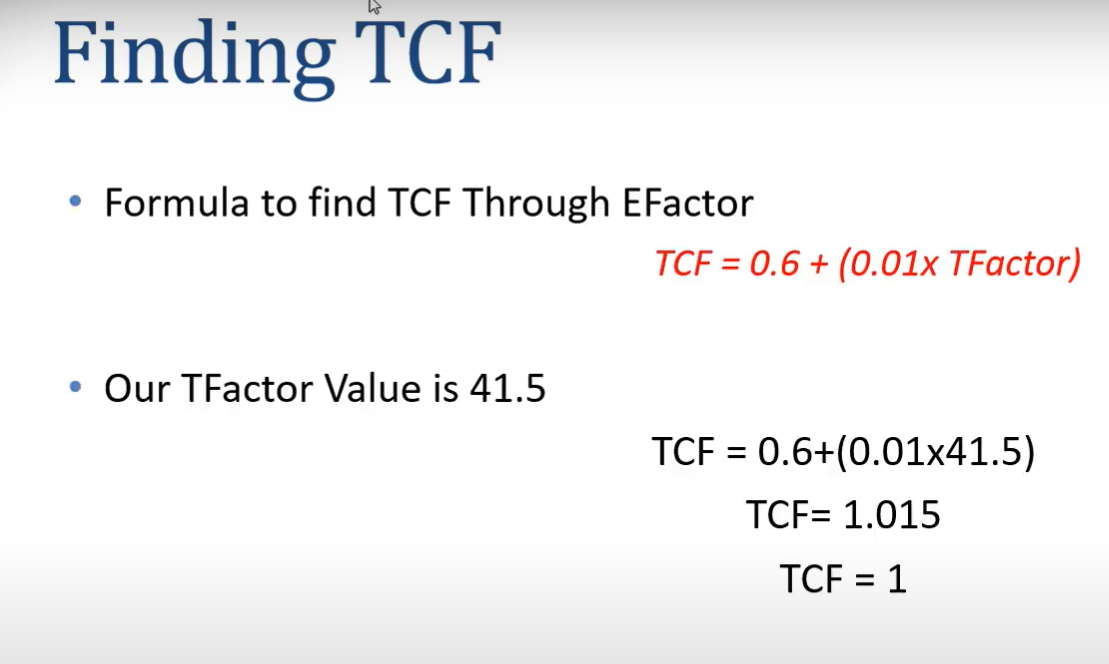 Finding TCF
• Formula to find TCF Through EFactor
TCF = 0.6 + (0.01x TFactor)
• Our TFactor Value is 41.5
TCF = 0.6+(0.01x41.5)
TCF= 1.015
TCF = 1